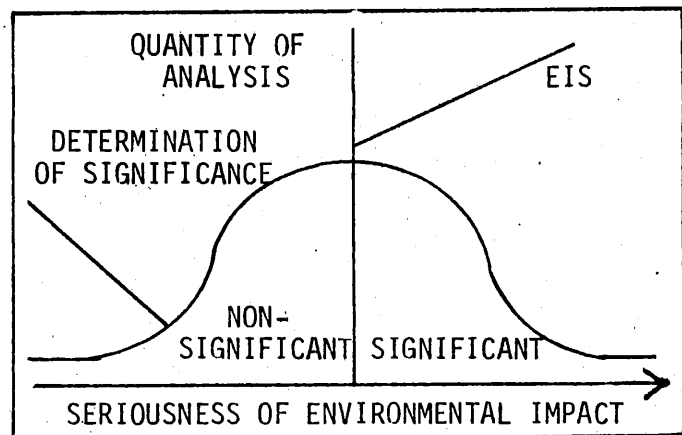 QUANTITY OF
ANALYSIS
EIS
DETERMINATION
OF SIGNIFICANCE
NON-
SIGNIFICANT
SIGNIFICANT
SERIOUSNESS OF ENVIRONMENTAL IMPACT